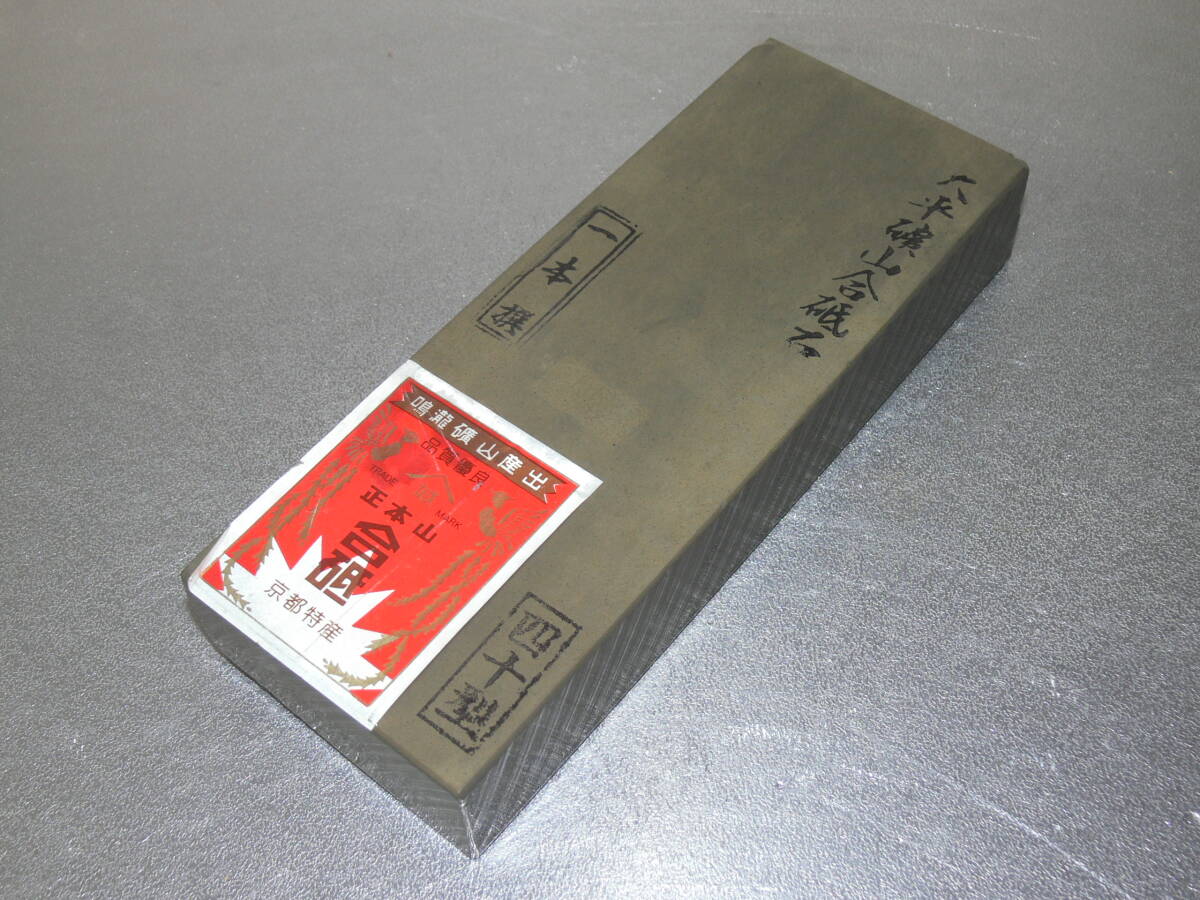 大平礦山合砥石
一本撰
鳴瀧礦山産出
品質優良
TRADE MARK
正本山
合砥
京都特産
四十型